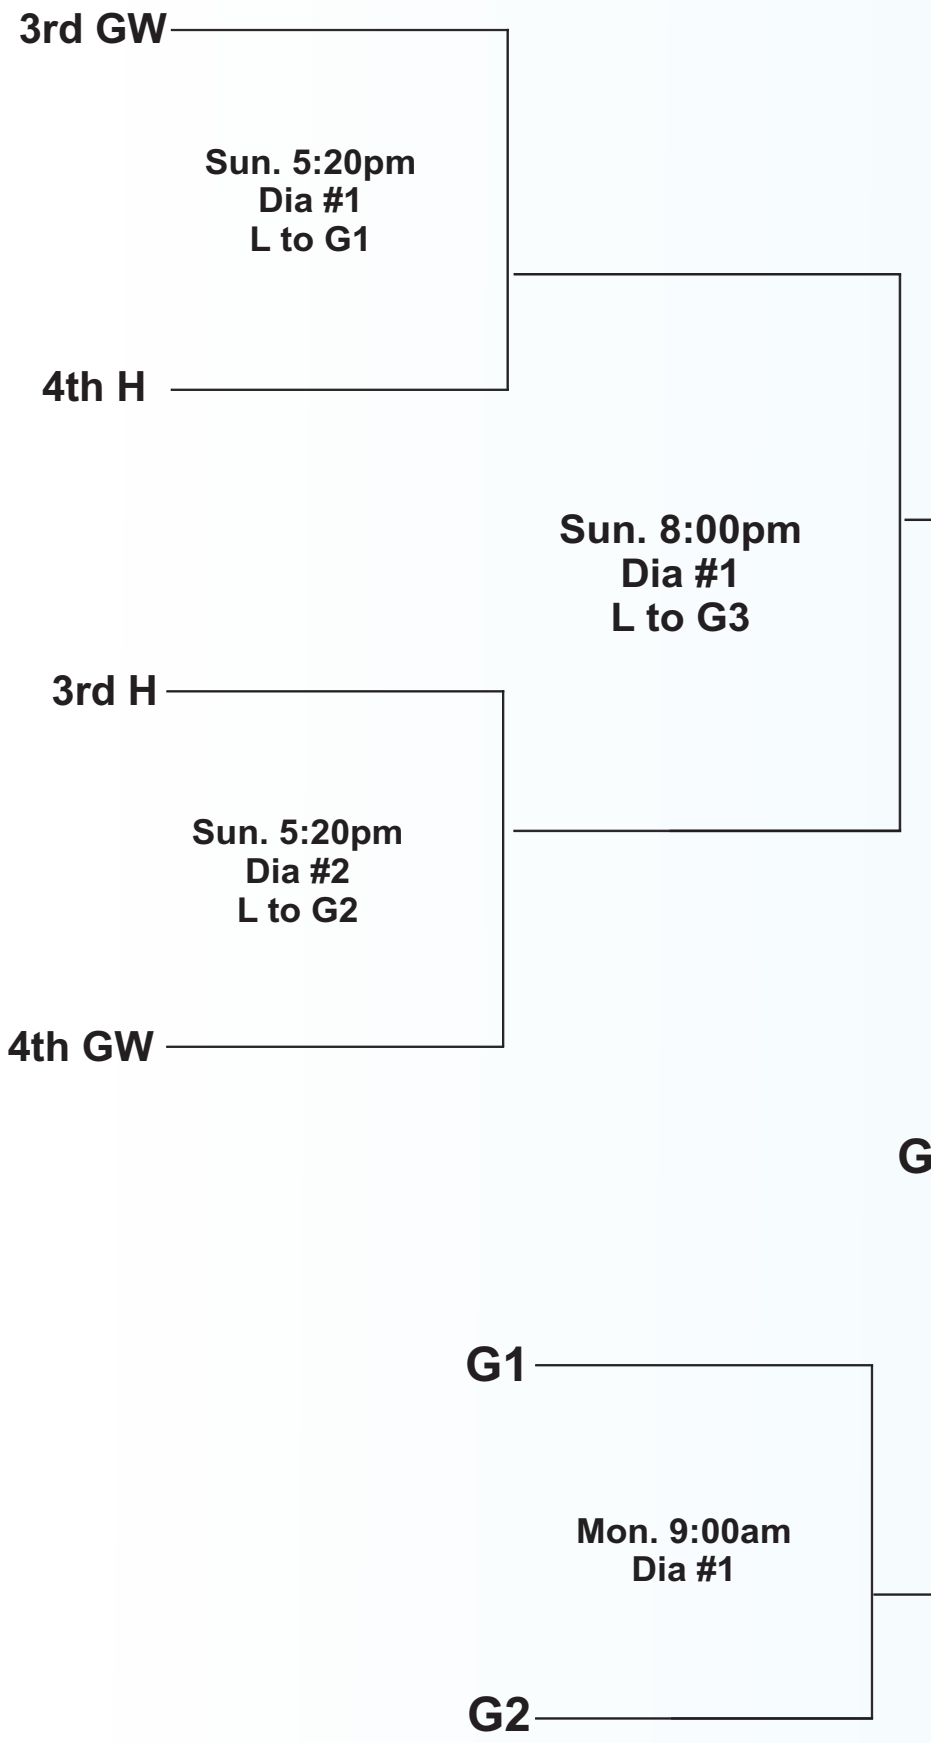 3rd GW
Sun. 5:20pm
Dia #1
L to G1
4th H
Sun. 8:00pm
Dia #1
L to G3
3rd H
Sun. 5:20pm
Dia #2
L to G2
4th GW
G
G1
Mon. 9:00am
Dia #1
G2